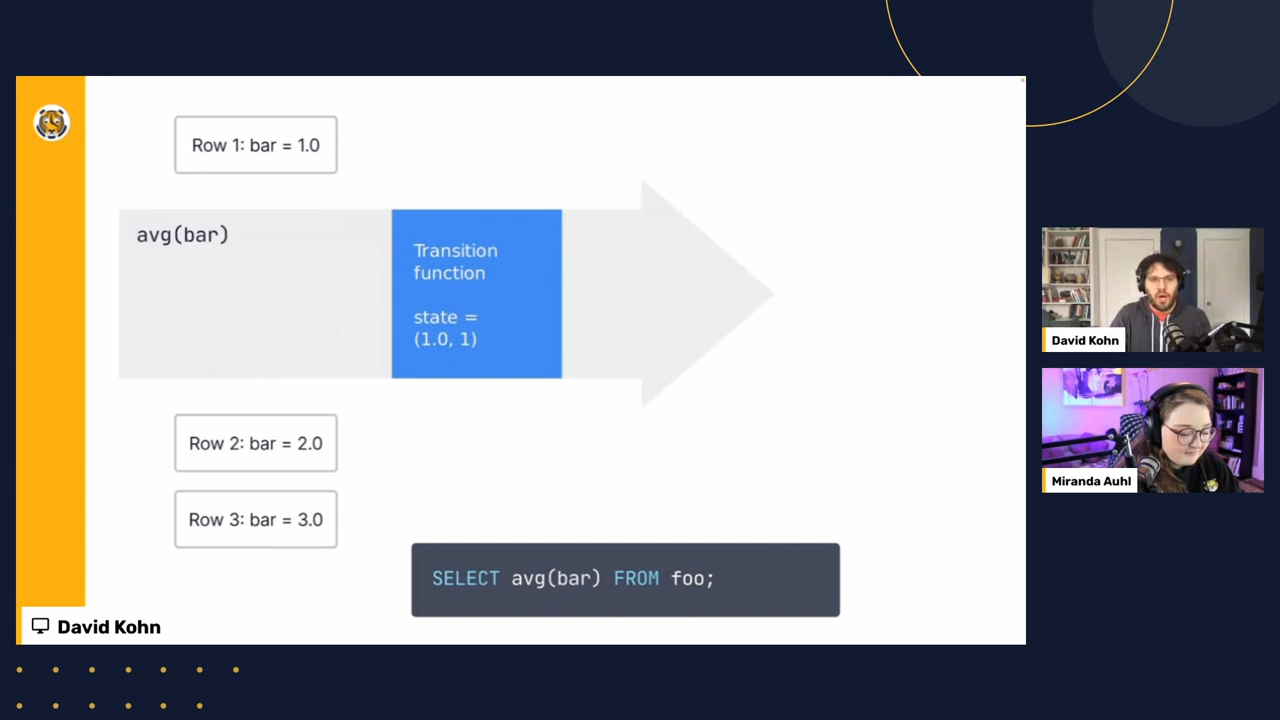 Row 1: bar = 1.0
avg(bar)
Transition
function
state =
(1.0, 1)
Row 2: bar = 2.0
Row 3: bar = 3.0
SELECT avg(bar) FROM foo;
David Kohn
David Kohn
Miranda Auhl